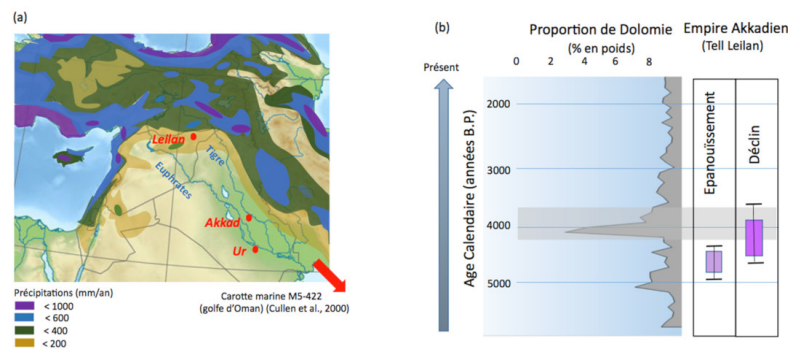 (a)
Leilan
Tigre
Euphrates
Akkad
Ur
Précipitations (mm/an)
< 1000
< 600
< 400
< 200
Carotte marine M5-422
(golfe d'Oman) (Cullen et al., 2000)
(b)
Proportion de Dolomie
(% en poids)
Empire Akkadien
(Tell Leilan)
0 2 4 6 8
Présent
2000
3000
4000
5000
Age Calendaire (années B.P.)
Epanouïssement
Déclin